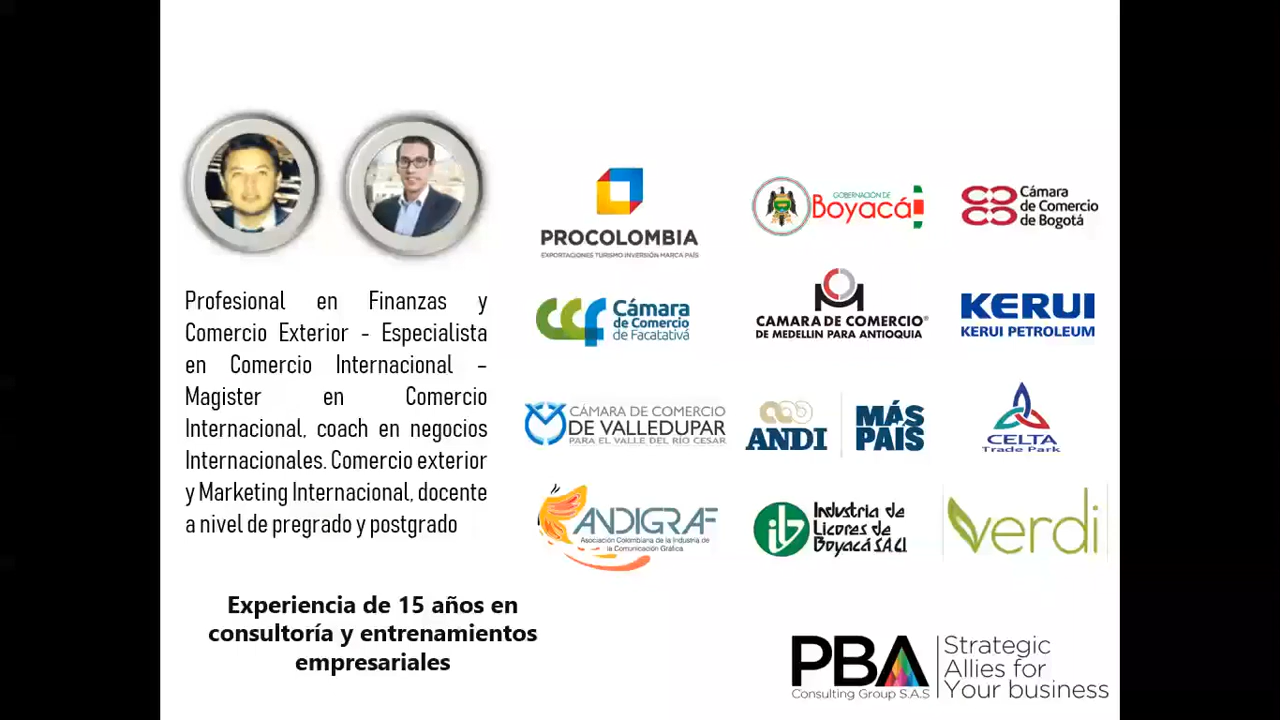 Profesional en Finanzas y
Comercio Exterior - Especialista
en Comercio Internacional –
Magister en Comercio
Internacional, coach en negocios
Internacionales. Comercio exterior
y Marketing Internacional, docente
a nivel de pregrado y postgrado
Experiencia de 15 años en
consultoría y entrenamientos
empresariales
PROCOLOMBIA
EXPORTACIONES TURISMO INVERSIÓN MARCA PAÍS
GOBERNACIÓN DE
Boyacá
Cámara
de Comercio
de Bogotá
ccf
Cámara
de Comercio
de Facatativá
CAMARA DE COMERCIO®
DE MEDELLIN PARA ANTIOQUIA
KERUI
KERUI PETROLEUM
CÁMARA DE COMERCIO
DE VALLEDUPAR
PARA EL VALLE DEL RÍO CESAR
ANDI
MÁS
PAÍS
CELTA
Trade Park
ANDIGRAF
Asociación Colombiana de la Industria de
la Comunicación Gráfica
ilb
Industria de
Licores de
Boyacá S.A. C.I.
verdi
PBA
Consulting Group S.A.S
Strategic
Allies for
Your business